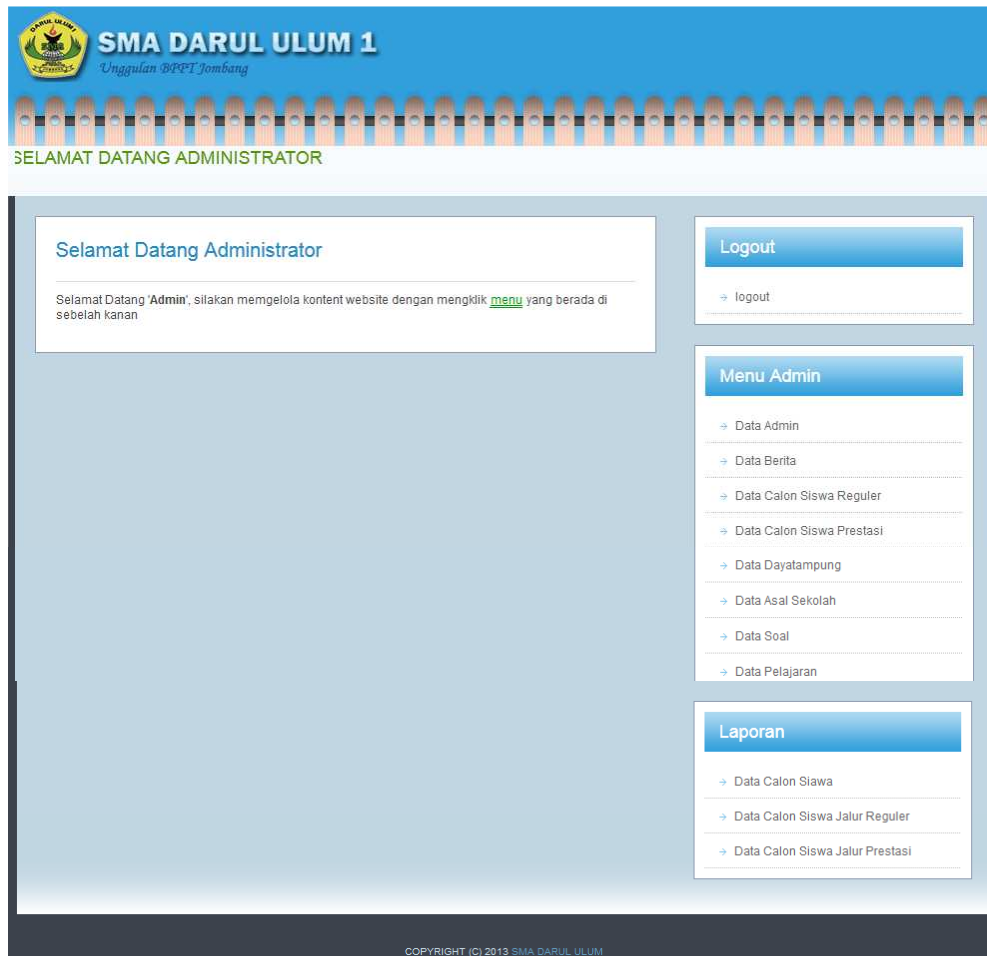 SMA DARUL ULUM 1
Unggulan BPPT Jombang
SELAMAT DATANG ADMINISTRATOR
Selamat Datang Administrator
Selamat Datang 'Admin', silakan memgelola kontent website dengan mengklik menu yang berada di
sebelah kanan
Logout
logout
Menu Admin
Data Admin
Data Berita
Data Calon Siswa Reguler
Data Calon Siswa Prestasi
Data Dayatampung
Data Asal Sekolah
Data Soal
Data Pelajaran
Laporan
Data Calon Siawa
Data Calon Siswa Jalur Reguler
Data Calon Siswa Jalur Prestasi
COPYRIGHT (C) 2013 SMA DARUL ULUM